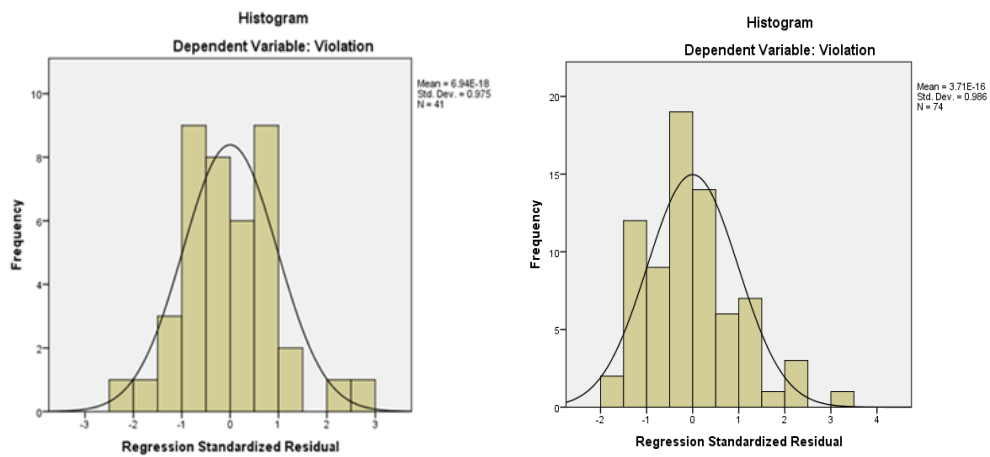 Histogram
Dependent Variable: Violation
Mean = 6.94E-18
Std. Dev. = 0.975
N = 41
10
8
6
4
2
0
Frequency
-3
-2
-1
0
1
2
3
Regression Standardized Residual
Histogram
Dependent Variable: Violation
Mean = 3.71E-16
Std. Dev. = 0.986
N = 74
20
15
10
5
0
Frequency
-2
-1
0
1
2
3
4
Regression Standardized Residual